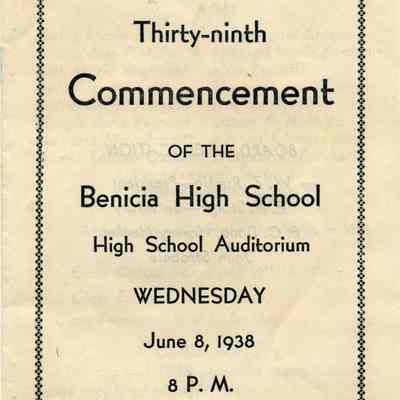 Thirty-ninth
Commencement
OF THE
Benicia High School
High School Auditorium
WEDNESDAY
June 8, 1938
8 P. M.